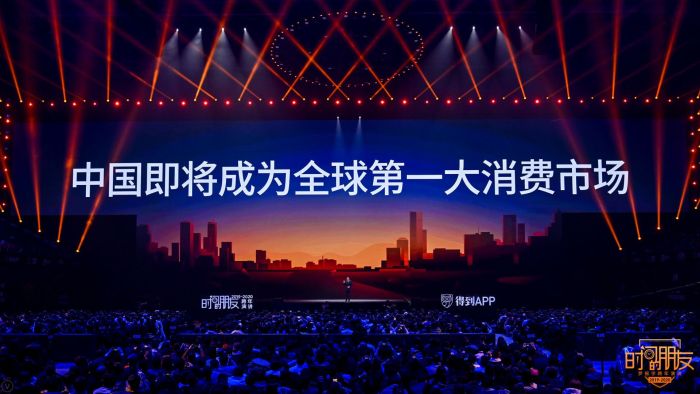 中国即将成为全球第一大消费市场
时间的朋友 2019-2020 跨年演讲
得到APP
时间的朋友
罗振宇跨年演讲
2019-2020